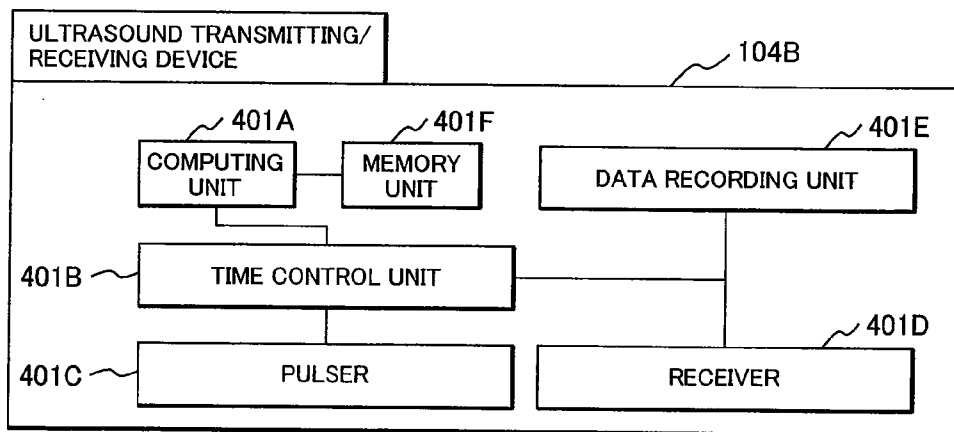 ULTRASOUND TRANSMITTING/
RECEIVING DEVICE
104B
401A
401F
401E
COMPUTING
UNIT
MEMORY
UNIT
DATA RECORDING UNIT
401B
TIME CONTROL UNIT
401D
401C
PULSER
RECEIVER